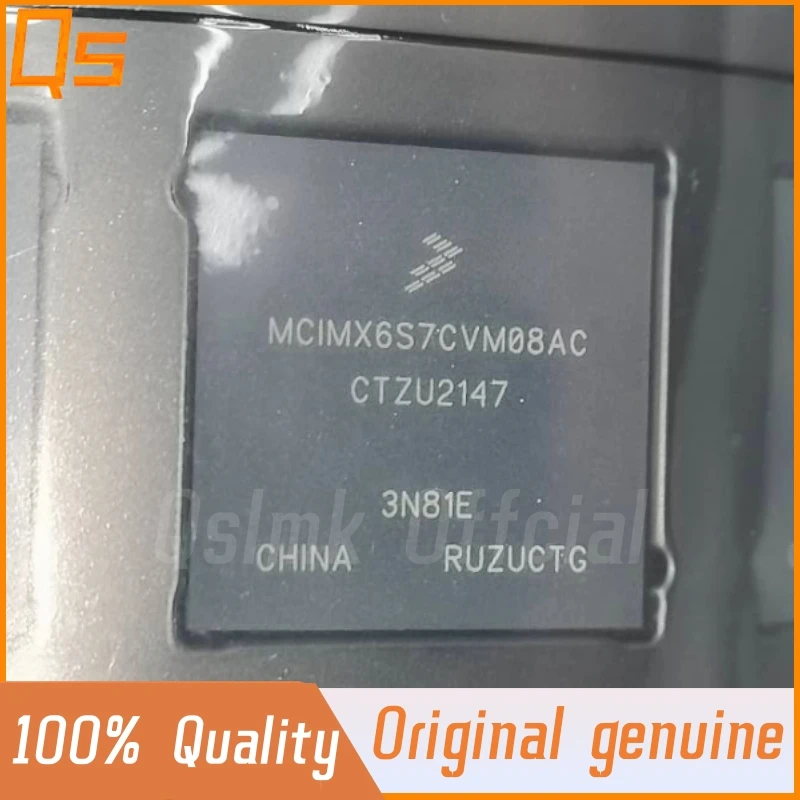 QS
MCIMX6S7CVM08AC
CTZU2147
3N81E
Qslmk Offcial
CHINA RUZUCTG
100% Quality Original genuine